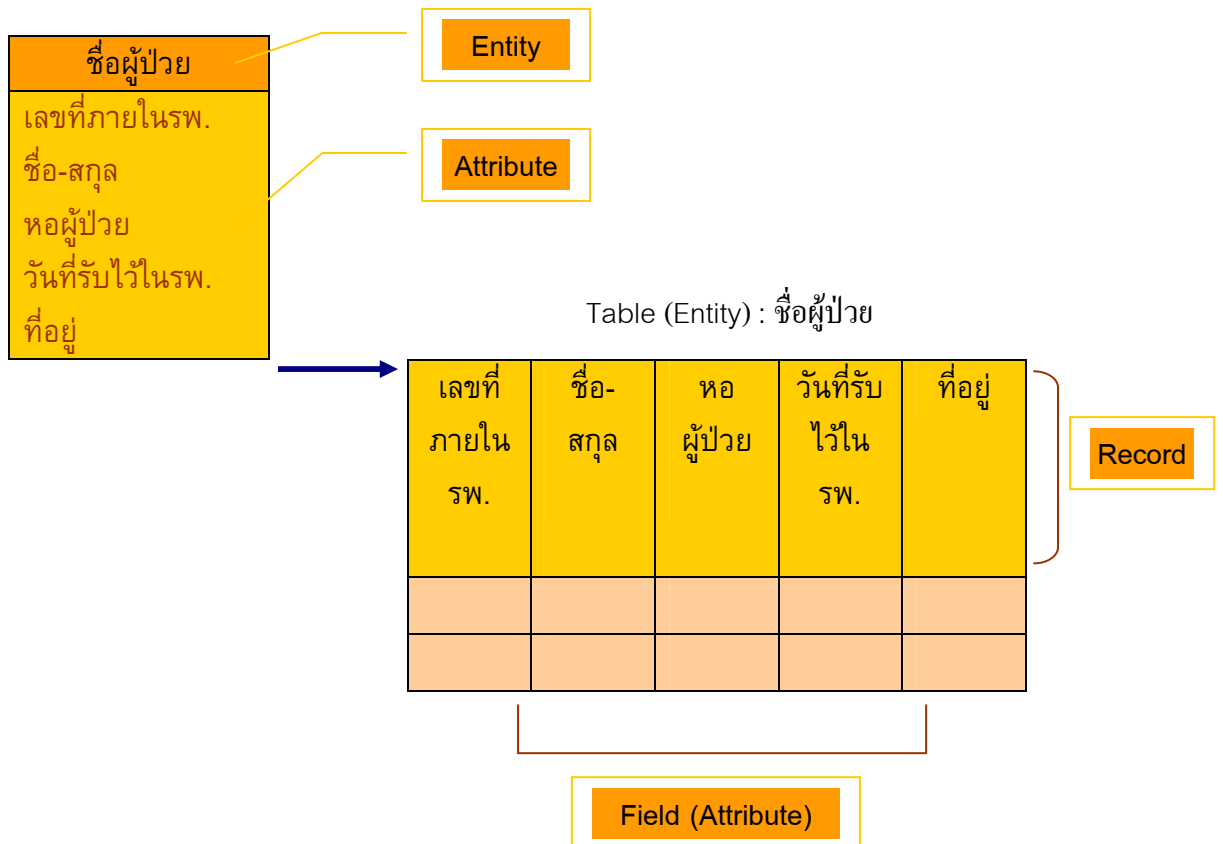 Entity
ชื่อผู้ป่วย
เลขที่ภายในรพ.
ชื่อ-สกุล
หอผู้ป่วย
วันที่รับไว้ในรพ.
ที่อยู่
Attribute
Table (Entity) : ชื่อผู้ป่วย
เลขที่
ภายใน
รพ.
ชื่อ-
สกุล
หอ
ผู้ป่วย
วันที่รับ
ไว้ใน
รพ.
ที่อยู่
Record
Field (Attribute)